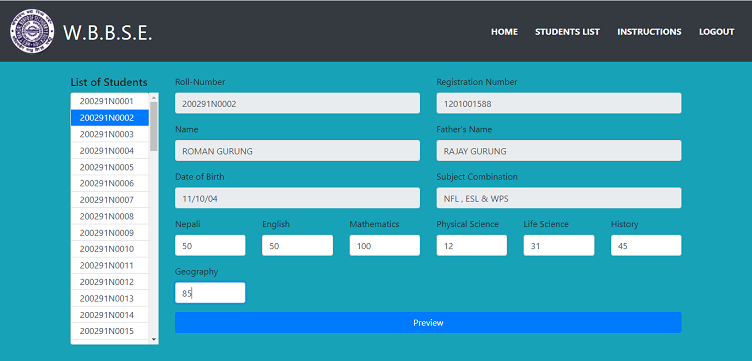 W.B.B.S.E.
HOME STUDENTS LIST INSTRUCTIONS LOGOUT
List of Students
200291N0001
200291N0002
200291N0003
200291N0004
200291N0005
200291N0006
200291N0007
200291N0008
200291N0009
200291N0010
200291N0011
200291N0012
200291N0013
200291N0014
200291N0015
Roll-Number Registration Number
200291N0002 1201001588
Name Father's Name
ROMAN GURUNG RAJAY GURUNG
Date of Birth Subject Combination
11/10/04 NFL , ESL & WPS
Nepali English Mathematics Physical Science Life Science History
50 50 100 12 31 45
Geography
85
Preview